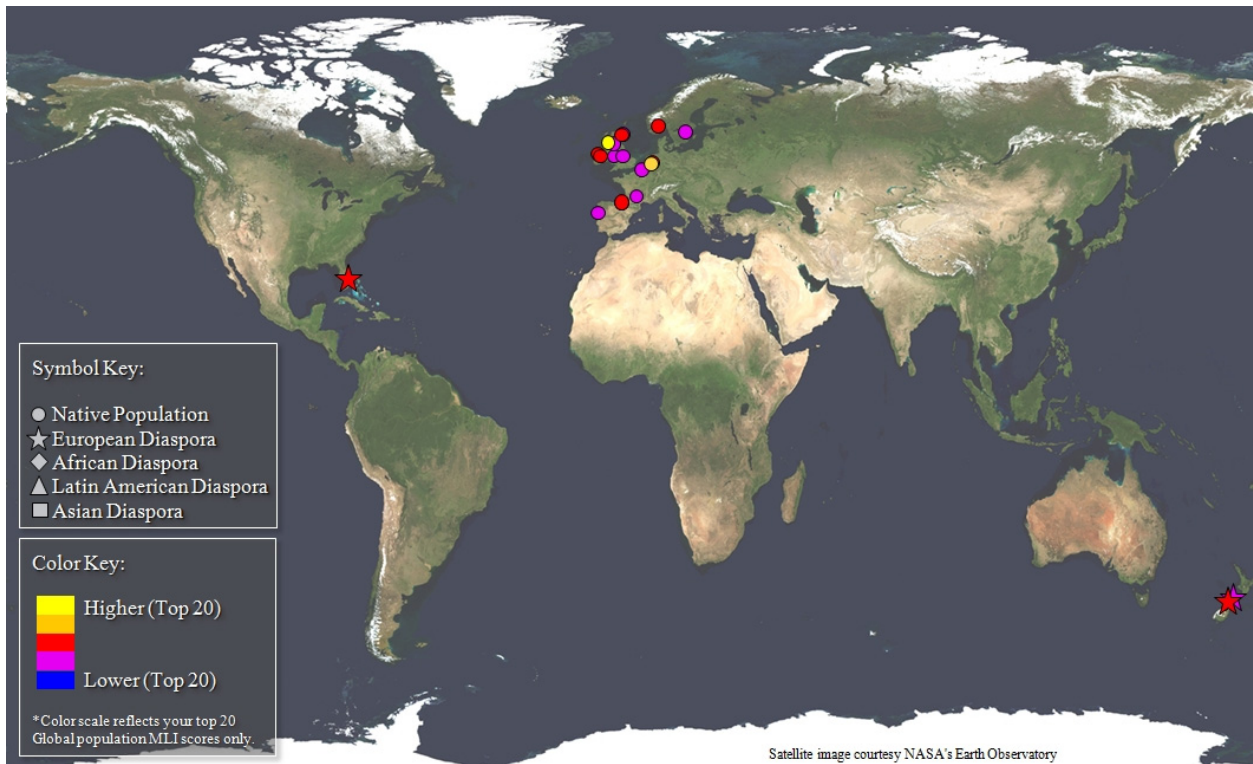 Symbol Key:
Native Population
European Diaspora
African Diaspora
Latin American Diaspora
Asian Diaspora
Color Key:
Higher (Top 20)
Lower (Top 20)
*Color scale reflects your top 20
Global population MLI scores only.
Satellite image courtesy NASA's Earth Observatory